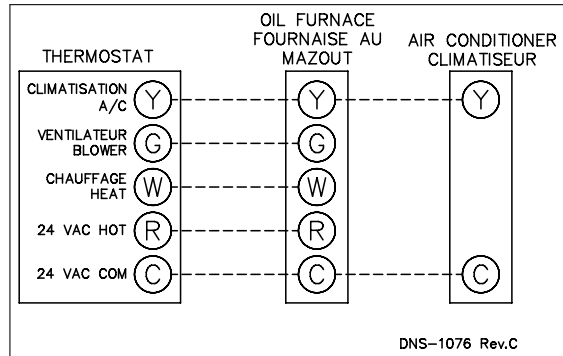 OIL FURNACE
FOURNAISE AU
MAZOUT
AIR CONDITIONER
CLIMATISEUR
THERMOSTAT
CLIMATISATION
A/C
Y
Y
Y
VENTILATEUR
BLOWER
G
G
CHAUFFAGE
HEAT
W
W
24 VAC HOT
R
R
24 VAC COM
C
C
C
DNS-1076 Rev.C